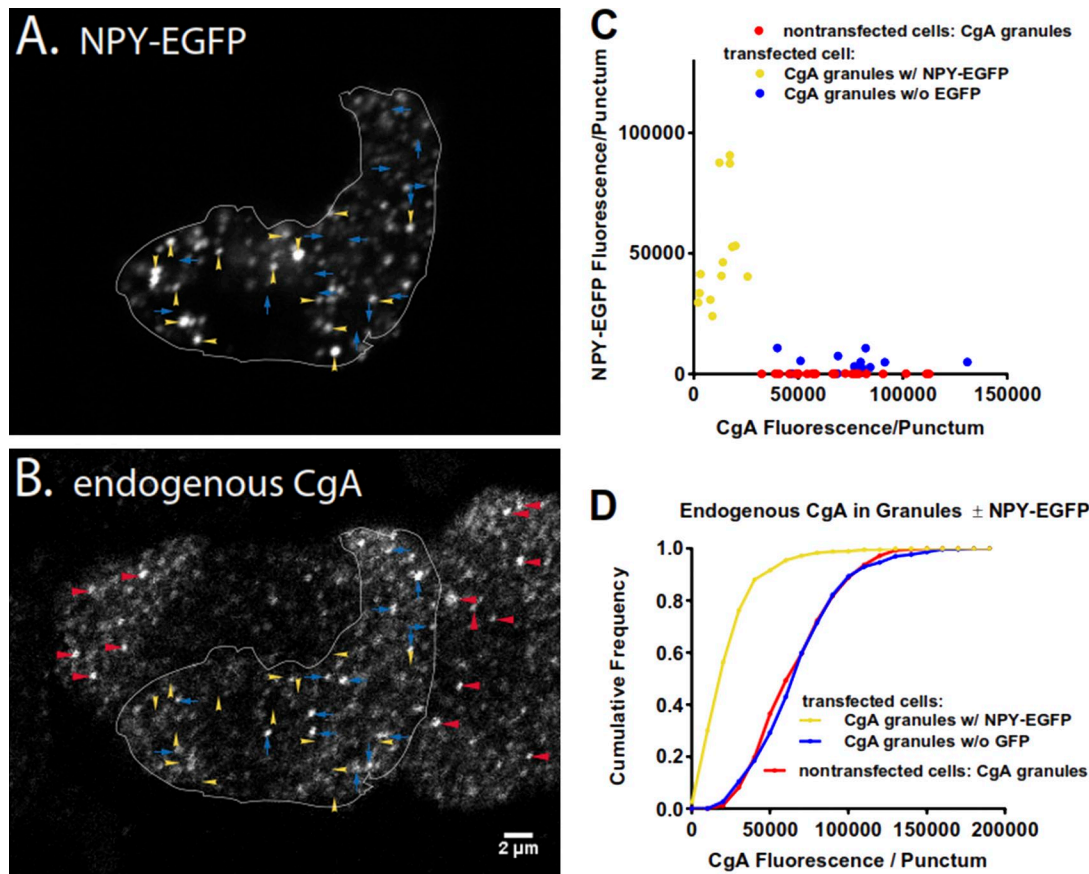 A. NPY-EGFP
B. endogenous CgA
2 µm
C
nontransfected cells: CgA granules
transfected cell:
CgA granules w/ NPY-EGFP
CgA granules w/o EGFP
NPY-EGFP Fluorescence/Punctum
100000
50000
0
0
50000
100000
150000
CgA Fluorescence/Punctum
D
Endogenous CgA in Granules ± NPY-EGFP
Cumulative Frequency
1.0
0.8
0.6
0.4
0.2
0.0
transfected cells:
CgA granules w/ NPY-EGFP
CgA granules w/o GFP
nontransfected cells: CgA granules
0
50000
100000
150000
200000
CgA Fluorescence / Punctum